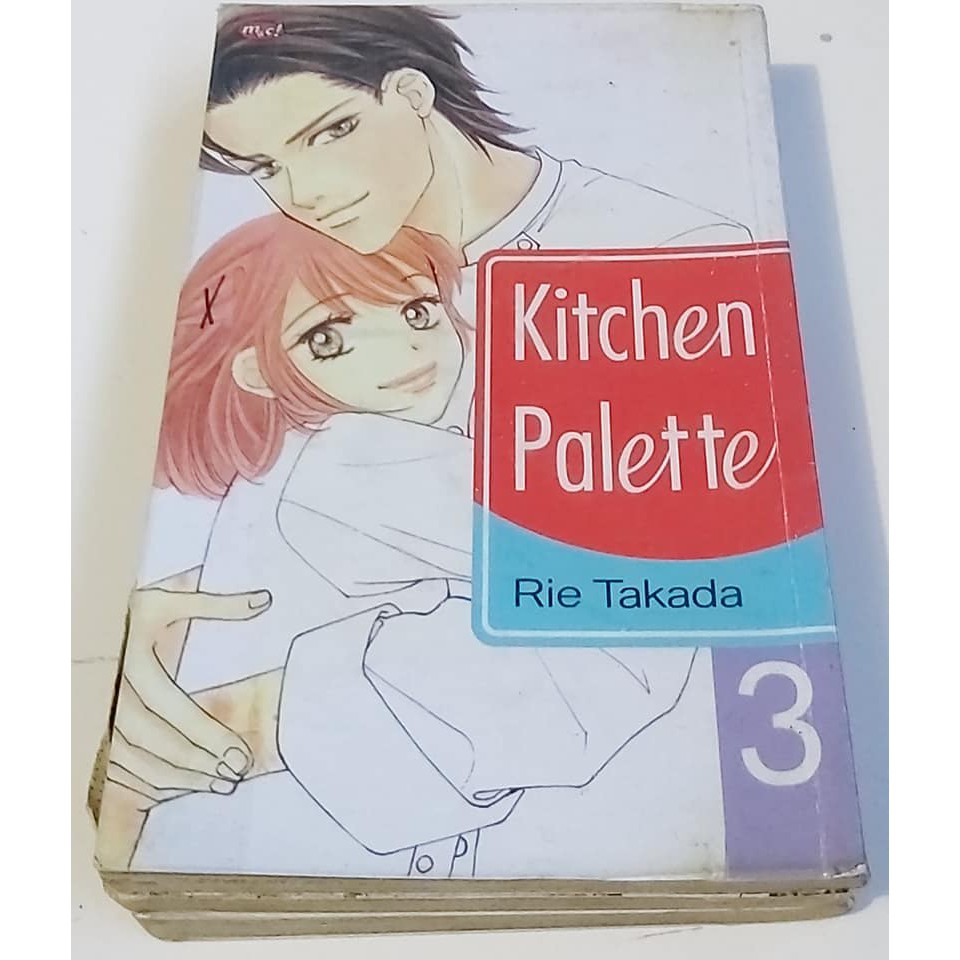 m&c!
Kitchen
Palette
Rie Takada
3
X